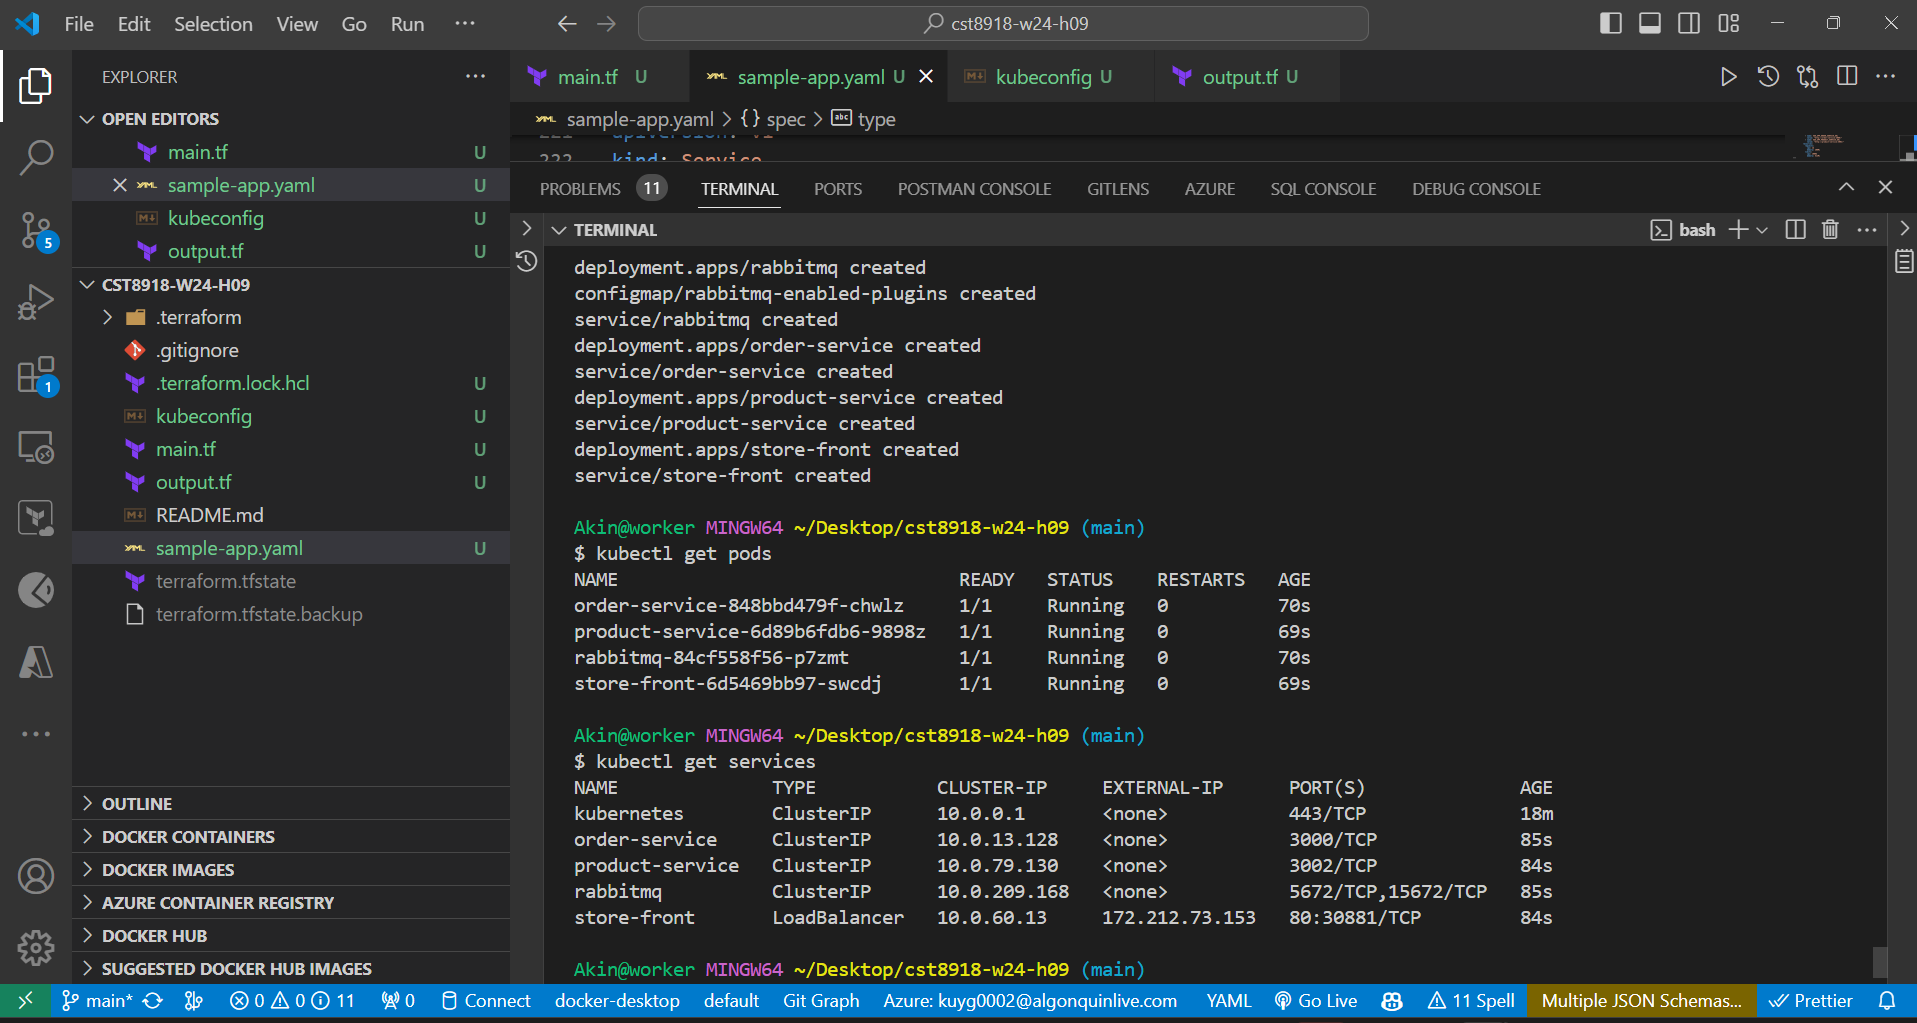 File Edit Selection View Go Run ··· cst8918-w24-h09
EXPLORER
OPEN EDITORS
main.tf U
sample-app.yaml U
kubeconfig U
output.tf U
CST8918-W24-H09
.terraform
.gitignore
.terraform.lock.hcl U
kubeconfig U
main.tf U
output.tf U
README.md
sample-app.yaml U
terraform.tfstate
terraform.tfstate.backup
OUTLINE
DOCKER CONTAINERS
DOCKER IMAGES
AZURE CONTAINER REGISTRY
DOCKER HUB
SUGGESTED DOCKER HUB IMAGES
5
1
main.tf U sample-app.yaml U kubeconfig U output.tf U
sample-app.yaml > {} spec > abc type
221 apiVersion: v1
222 kind: Service
PROBLEMS 11 TERMINAL PORTS POSTMAN CONSOLE GITLENS AZURE SQL CONSOLE DEBUG CONSOLE
TERMINAL bash
deployment.apps/rabbitmq created
configmap/rabbitmq-enabled-plugins created
service/rabbitmq created
deployment.apps/order-service created
service/order-service created
deployment.apps/product-service created
service/product-service created
deployment.apps/store-front created
service/store-front created
Akin@worker MINGW64 ~/Desktop/cst8918-w24-h09 (main)
$ kubectl get pods
NAME READY STATUS RESTARTS AGE
order-service-848bbd479f-chwlz 1/1 Running 0 70s
product-service-6d89b6fdb6-9898z 1/1 Running 0 69s
rabbitmq-84cf558f56-p7zmt 1/1 Running 0 70s
store-front-6d5469bb97-swcdj 1/1 Running 0 69s
Akin@worker MINGW64 ~/Desktop/cst8918-w24-h09 (main)
$ kubectl get services
NAME TYPE CLUSTER-IP EXTERNAL-IP PORT(S) AGE
kubernetes ClusterIP 10.0.0.1 <none> 443/TCP 18m
order-service ClusterIP 10.0.13.128 <none> 3000/TCP 85s
product-service ClusterIP 10.0.79.130 <none> 3002/TCP 84s
rabbitmq ClusterIP 10.0.209.168 <none> 5672/TCP,15672/TCP 85s
store-front LoadBalancer 10.0.60.13 172.212.73.153 80:30881/TCP 84s
Akin@worker MINGW64 ~/Desktop/cst8918-w24-h09 (main)
main* 0 0 11 0 Connect docker-desktop default Git Graph Azure: kuyg0002@algonquinlive.com YAML Go Live 11 Spell Multiple JSON Schemas... Prettier